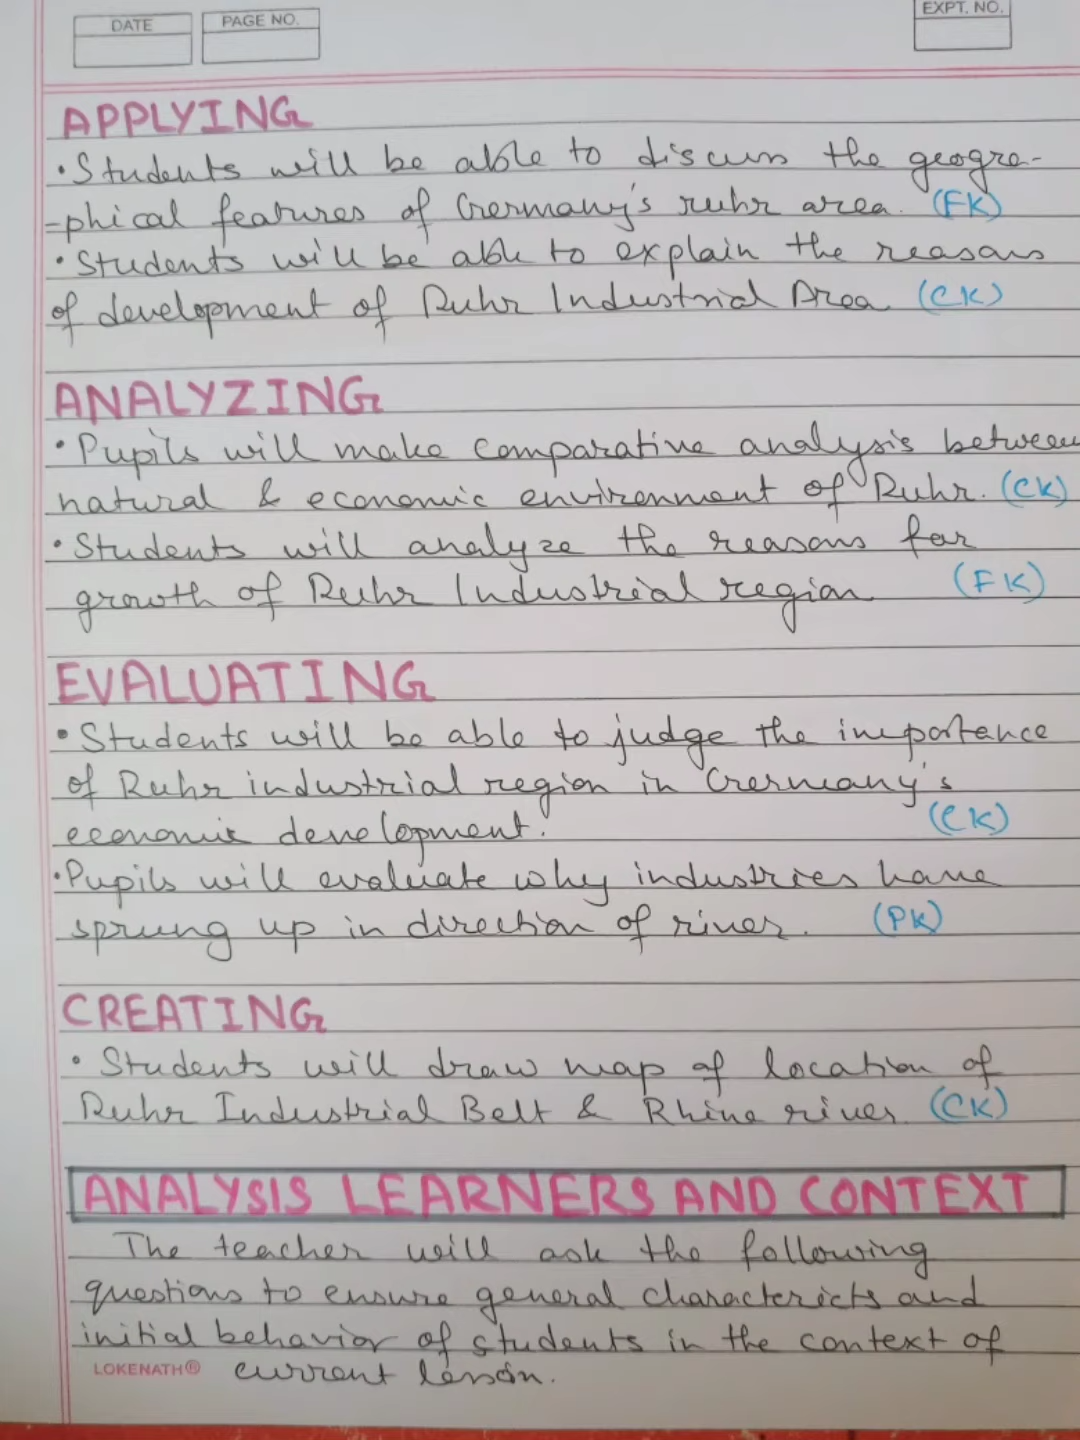 DATE PAGE NO. EXPT. NO.
APPLYING
• Students will be able to discuss the geogra-
-phical features of Germany's ruhr area. (FK)
• Students will be able to explain the reasons
of development of Ruhr Industrial Area (CK)
ANALYZING
• Pupils will make comparative analysis between
natural & economic environment of Ruhr. (CK)
• Students will analyze the reasons for
growth of Ruhr Industrial region (FK)
EVALUATING
• Students will be able to judge the importance
of Ruhr industrial region in Germany's
economic development. (CK)
• Pupils will evaluate why industries have
sprung up in direction of river. (PK)
CREATING
• Students will draw map of location of
Ruhr Industrial Belt & Rhine river. (CK)
ANALYSIS LEARNERS AND CONTEXT
The teacher will ask the following
questions to ensure general charactericts and
initial behavior of students in the context of
LOKENATH® current lesson.